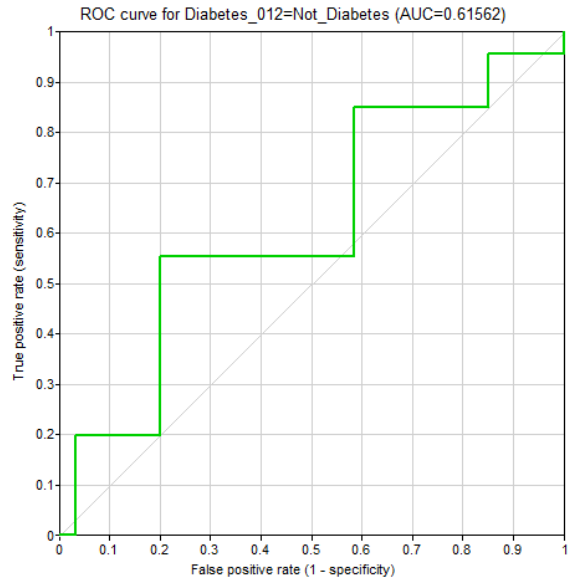 ROC curve for Diabetes_012=Not_Diabetes (AUC=0.61562)
True positive rate (sensitivity)
1
0.9
0.8
0.7
0.6
0.5
0.4
0.3
0.2
0.1
0
0 0.1 0.2 0.3 0.4 0.5 0.6 0.7 0.8 0.9 1
False positive rate (1 - specificity)